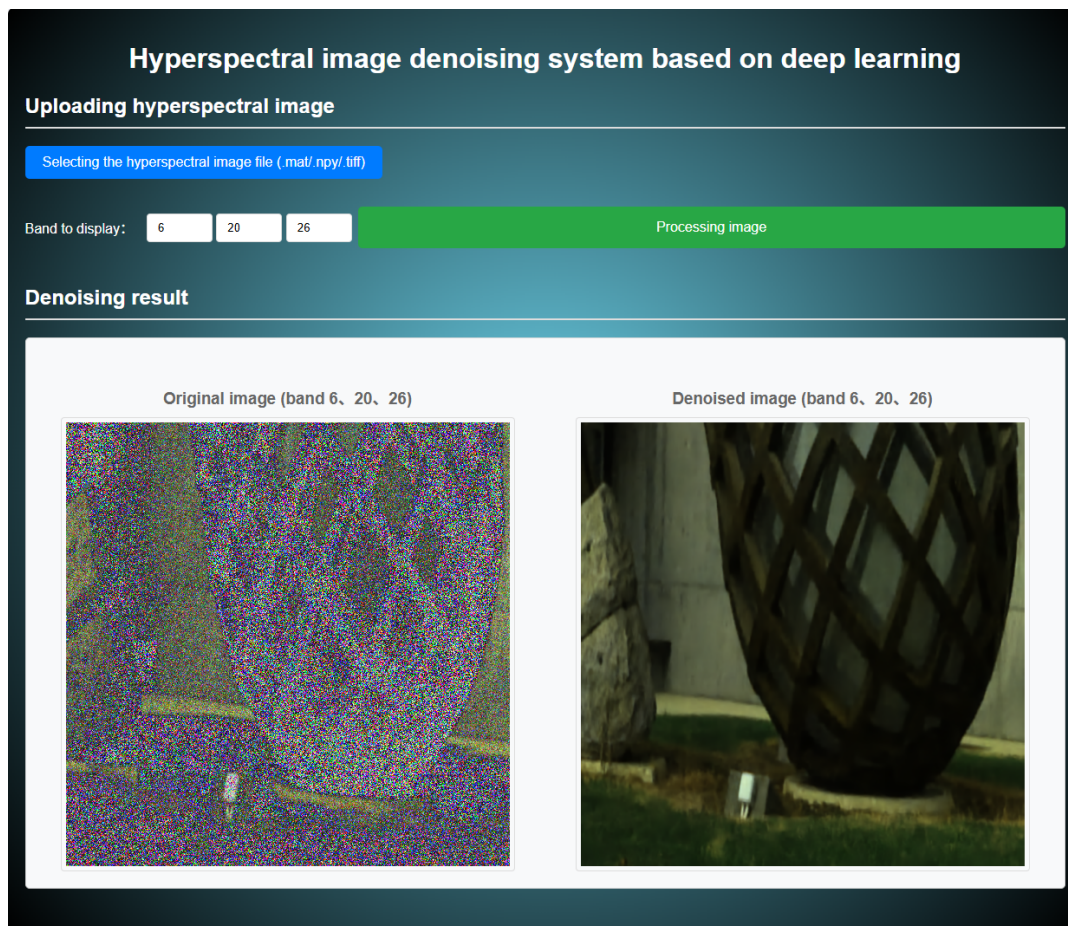 Hyperspectral image denoising system based on deep learning
Uploading hyperspectral image
Selecting the hyperspectral image file (.mat/.npy/.tiff)
Band to display： 6 20 26 Processing image
Denoising result
Original image (band 6、20、26) Denoised image (band 6、20、26)